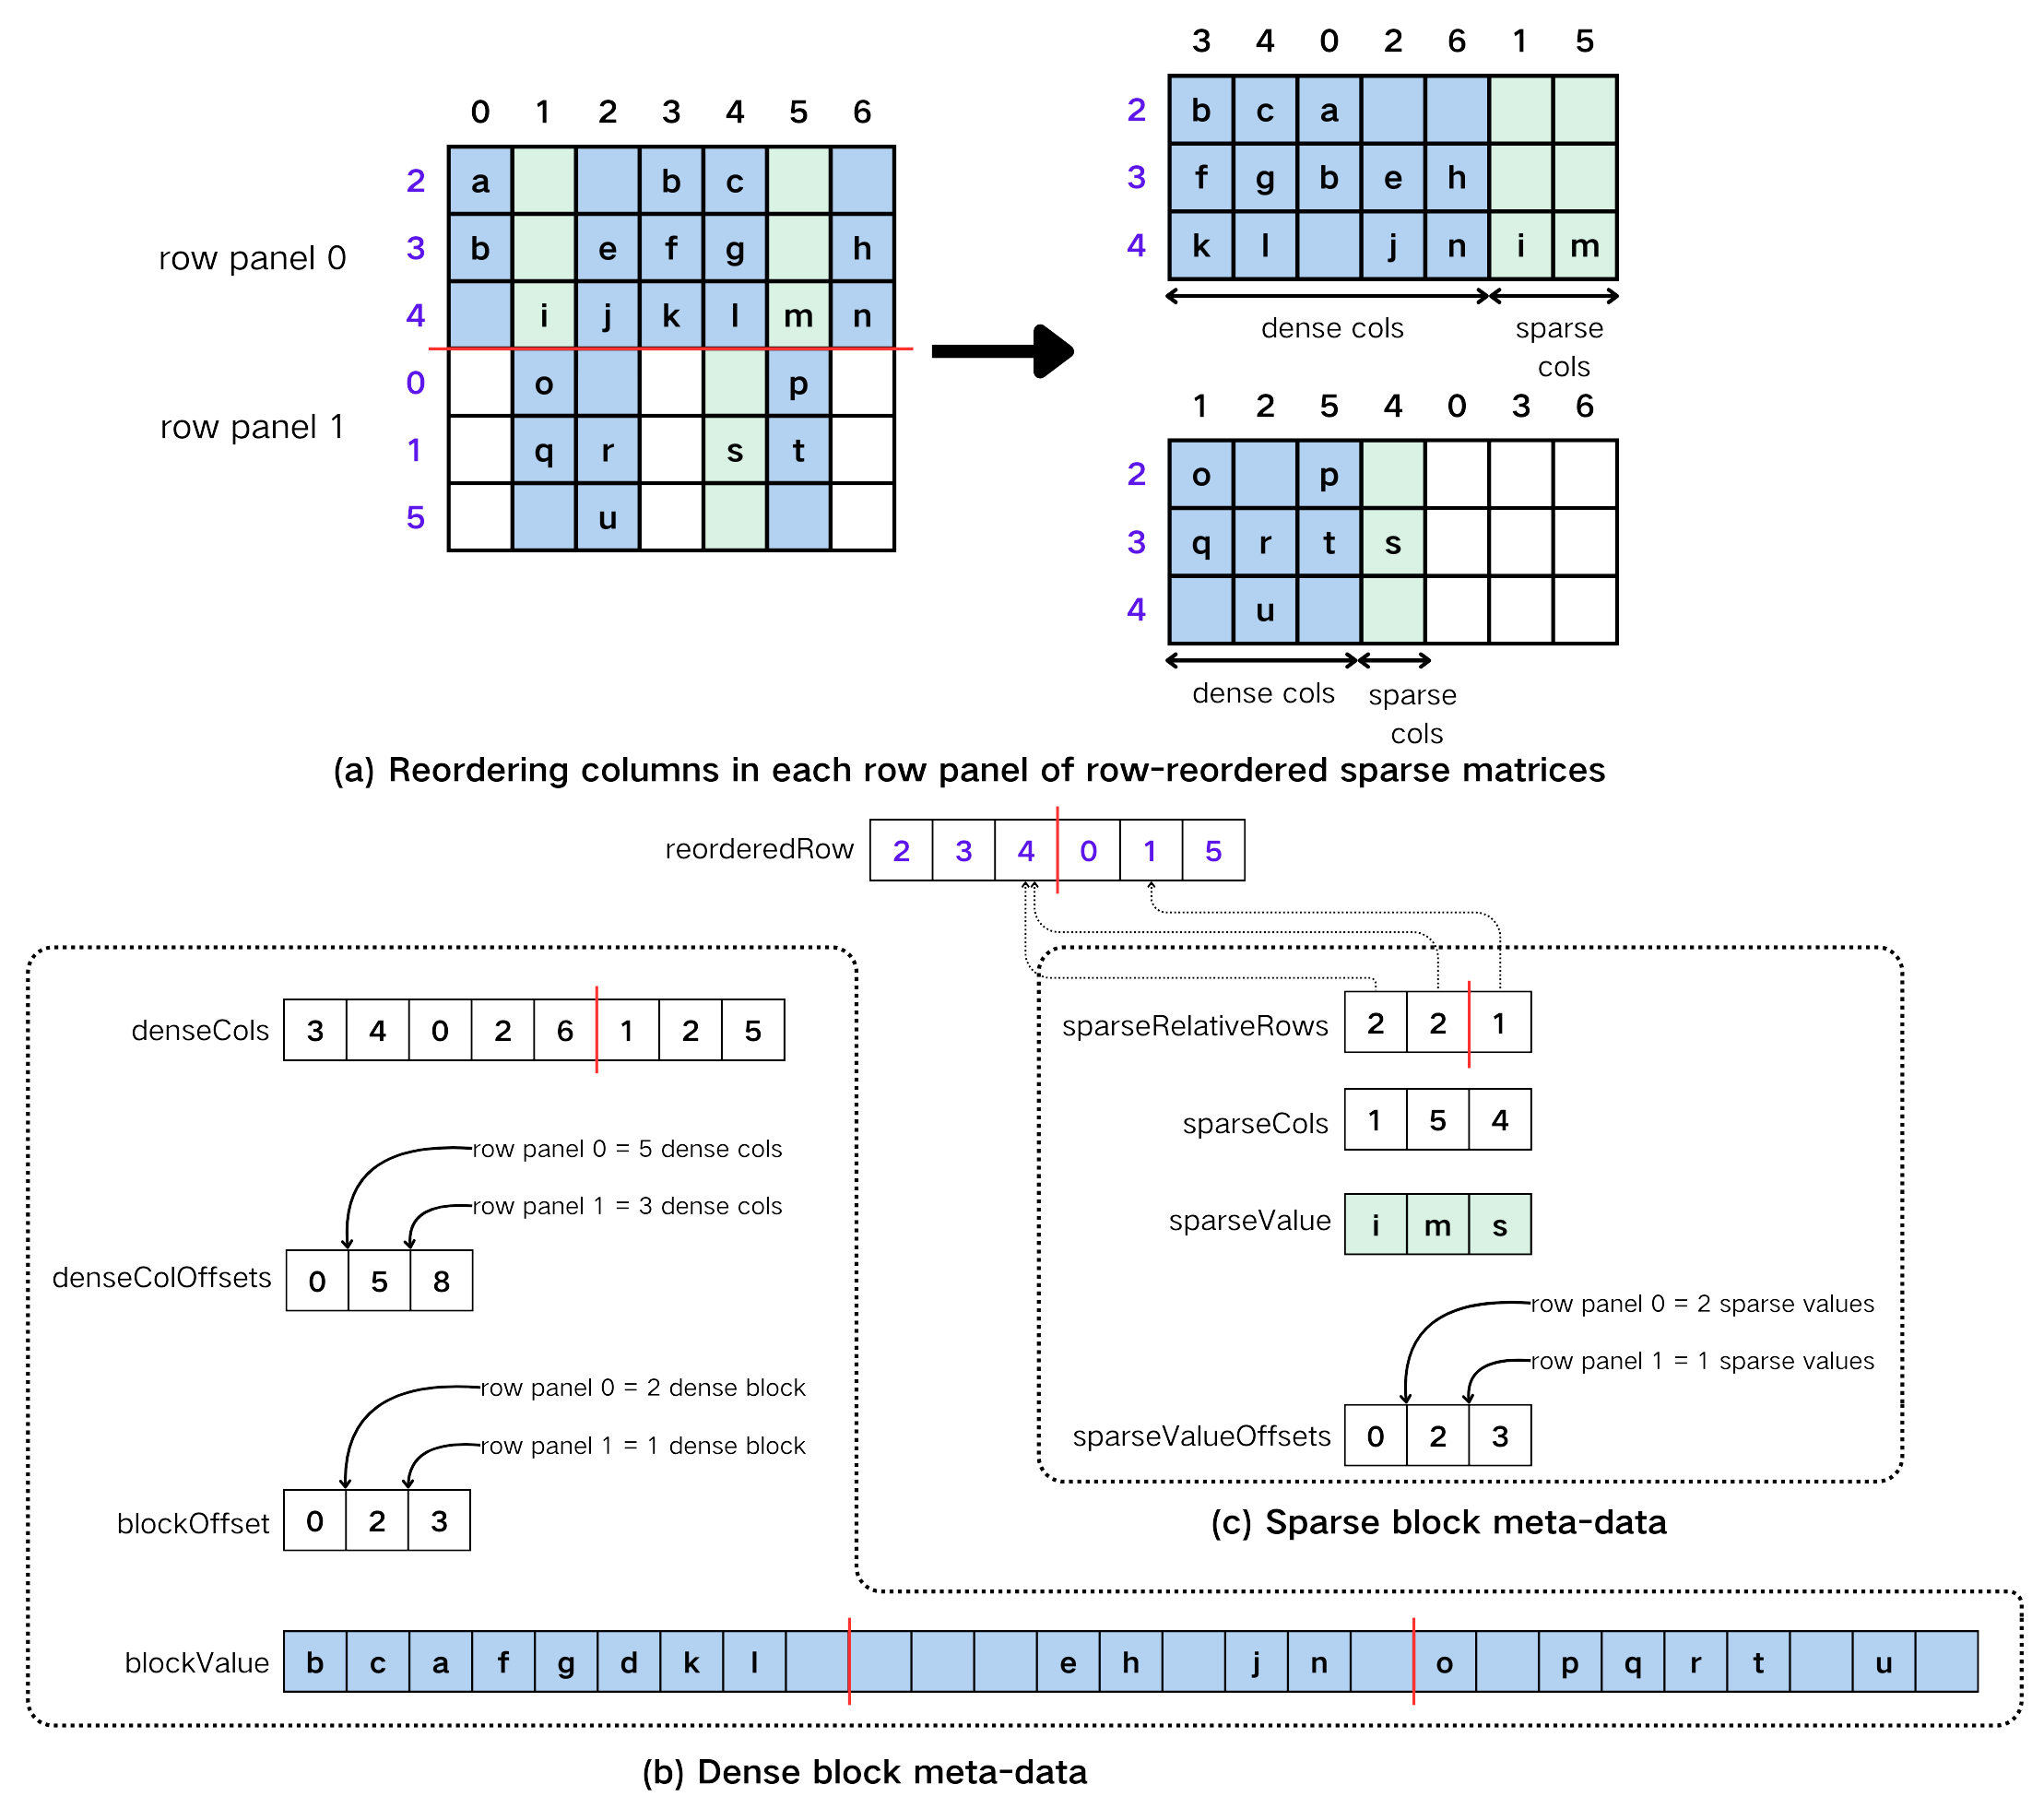 0 1 2 3 4 5 6
2 a b c
3 b e f g h
4 i j k l m n
0 o p
1 q r s t
5 u
row panel 0
row panel 1
3 4 0 2 6 1 5
2 b c a
3 f g b e h
4 k l j n i m
dense cols
sparse
cols
1 2 5 4 0 3 6
2 o p
3 q r t s
4 u
dense cols
sparse
cols
(a) Reordering columns in each row panel of row-reordered sparse matrices
reorderedRow 2 3 4 0 1 5
denseCols 3 4 0 2 6 1 2 5
row panel 0 = 5 dense cols
row panel 1 = 3 dense cols
denseColOffsets 0 5 8
row panel 0 = 2 dense block
row panel 1 = 1 dense block
blockOffset 0 2 3
sparseRelativeRows 2 2 1
sparseCols 1 5 4
sparseValue i m s
row panel 0 = 2 sparse values
row panel 1 = 1 sparse values
sparseValueOffsets 0 2 3
(c) Sparse block meta-data
blockValue b c a f g d k l e h j n o p q r t u
(b) Dense block meta-data